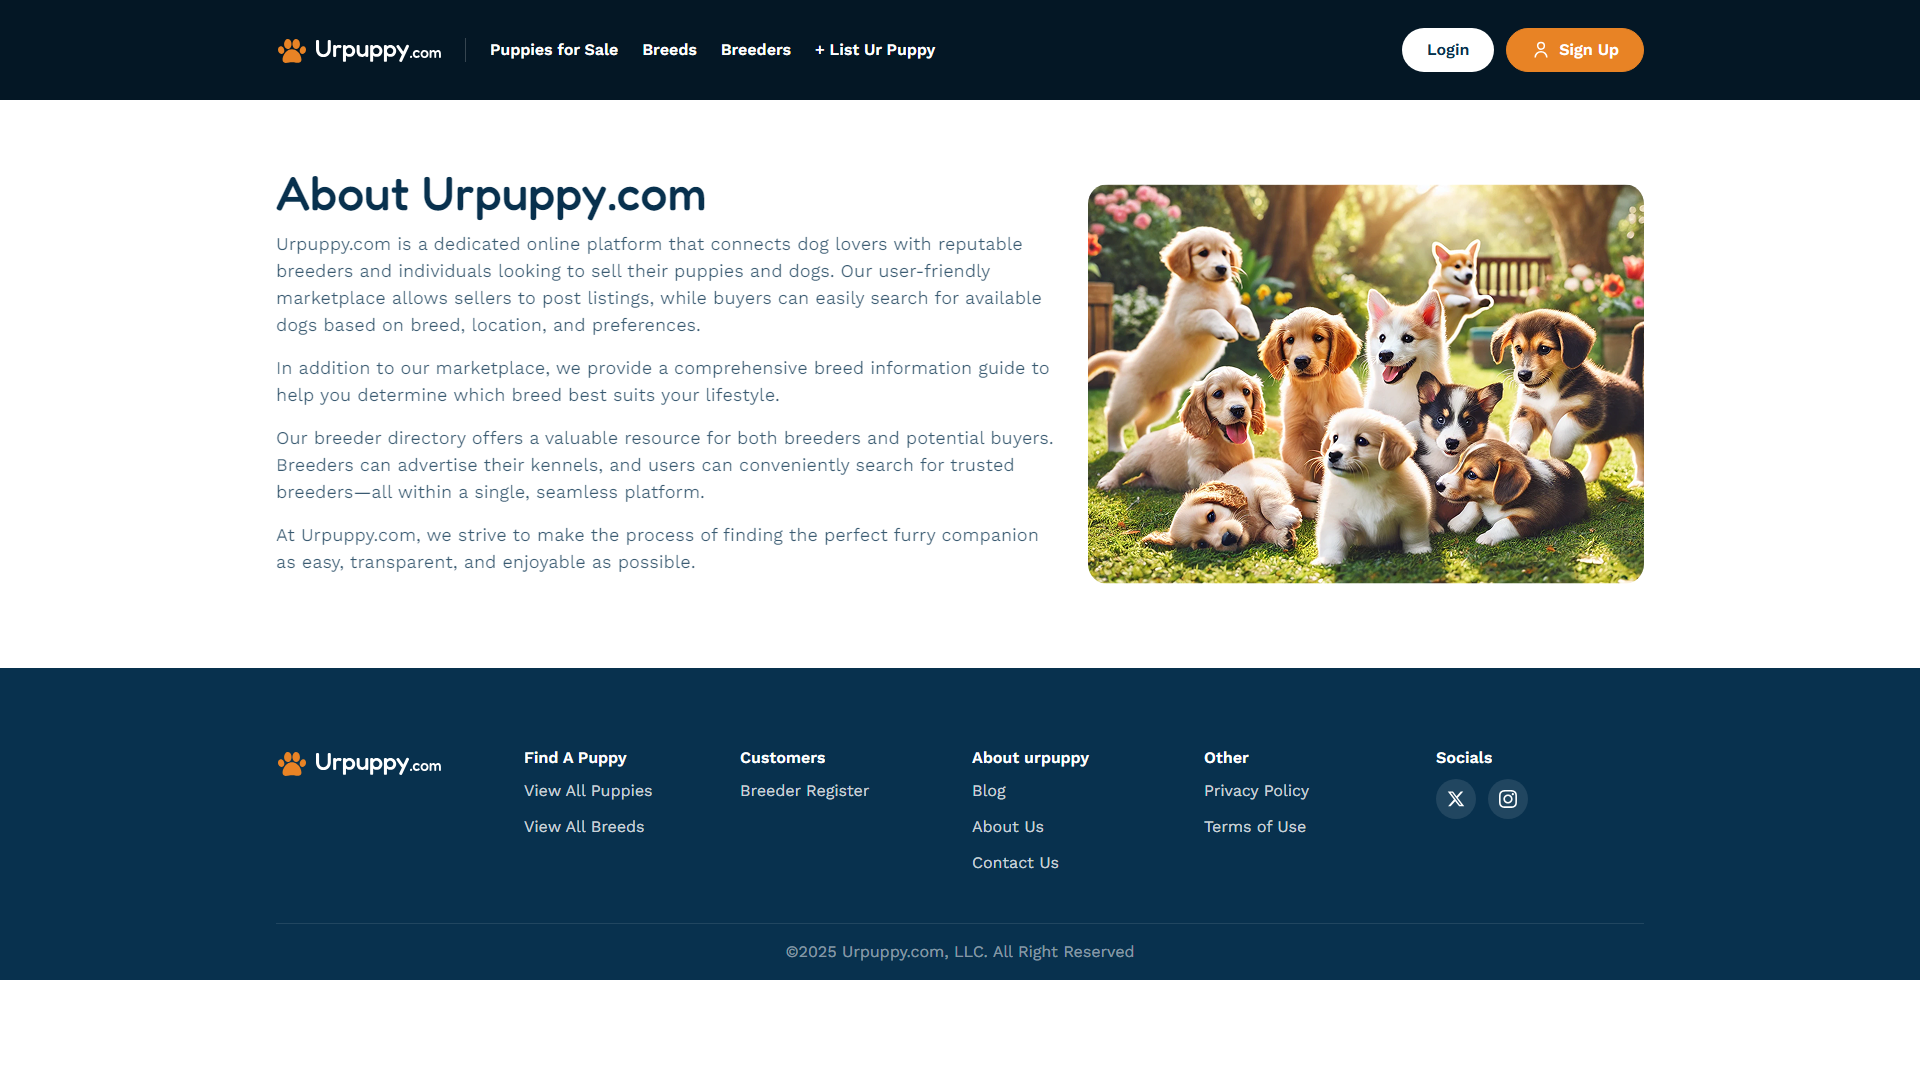 Urpuppy.com
Puppies for Sale
Breeds
Breeders
+ List Ur Puppy
Login
Sign Up
About Urpuppy.com
Urpuppy.com is a dedicated online platform that connects dog lovers with reputable
breeders and individuals looking to sell their puppies and dogs. Our user-friendly
marketplace allows sellers to post listings, while buyers can easily search for available
dogs based on breed, location, and preferences.
In addition to our marketplace, we provide a comprehensive breed information guide to
help you determine which breed best suits your lifestyle.
Our breeder directory offers a valuable resource for both breeders and potential buyers.
Breeders can advertise their kennels, and users can conveniently search for trusted
breeders—all within a single, seamless platform.
At Urpuppy.com, we strive to make the process of finding the perfect furry companion
as easy, transparent, and enjoyable as possible.
Urpuppy.com
Find A Puppy
View All Puppies
View All Breeds
Customers
Breeder Register
About urpuppy
Blog
About Us
Contact Us
Other
Privacy Policy
Terms of Use
Socials
©2025 Urpuppy.com, LLC. All Right Reserved